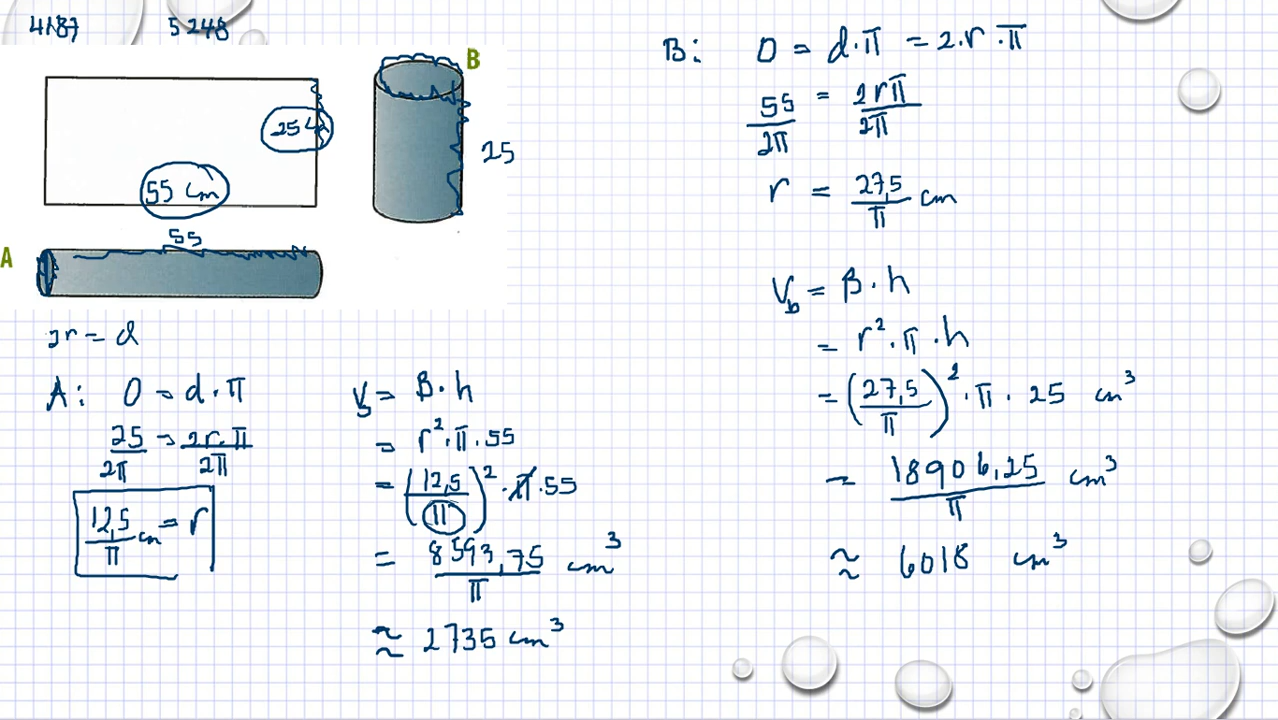 4187 5248
25
55 cm
B
25
55
A
2r = d
A: O = d · π
25/2π = 2r·π/2π
12,5/π cm = r
= B · h
= r² · π · 55
= (12,5/π)² · π · 55
= 8593,75/π cm³
≈ 2735 cm³
B: O = d · π = 2 · r · π
55/2π = 2rπ/2π
r = 27,5/π cm
V_b = B · h
= r² · π · h
= (27,5/π)² · π · 25 cm³
= 18906,25/π cm³
≈ 6018 cm³